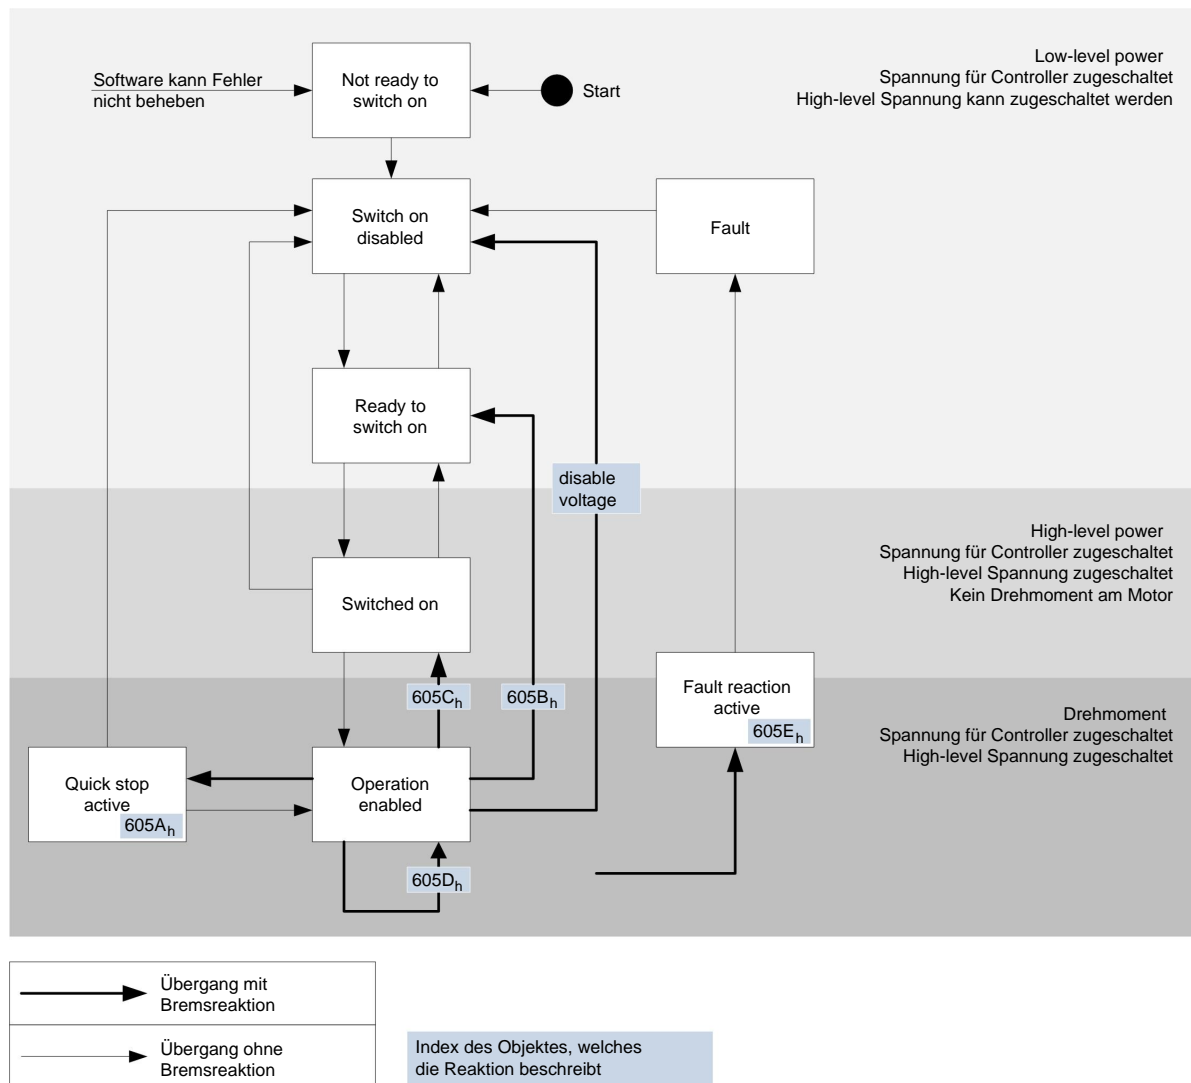 Low-level power
Spannung für Controller zugeschaltet
High-level Spannung kann zugeschaltet werden
Software kann Fehler
nicht beheben
Not ready to
switch on
Start
Switch on
disabled
Fault
Ready to
switch on
disable
voltage
High-level power
Spannung für Controller zugeschaltet
High-level Spannung zugeschaltet
Kein Drehmoment am Motor
Switched on
605Ch
605Bh
Fault reaction
active
605Eh
Drehmoment
Spannung für Controller zugeschaltet
High-level Spannung zugeschaltet
Quick stop
active
605Ah
Operation
enabled
605Dh
Übergang mit
Bremsreaktion
Übergang ohne
Bremsreaktion
Index des Objektes, welches
die Reaktion beschreibt